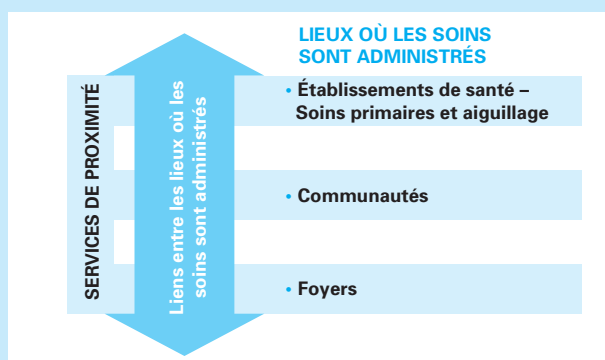 LIEUX OÙ LES SOINS
SONT ADMINISTRÉS
SERVICES DE PROXIMITÉ
Liens entre les lieux où les
soins sont administrés
• Établissements de santé –
Soins primaires et aiguillage
• Communautés
• Foyers